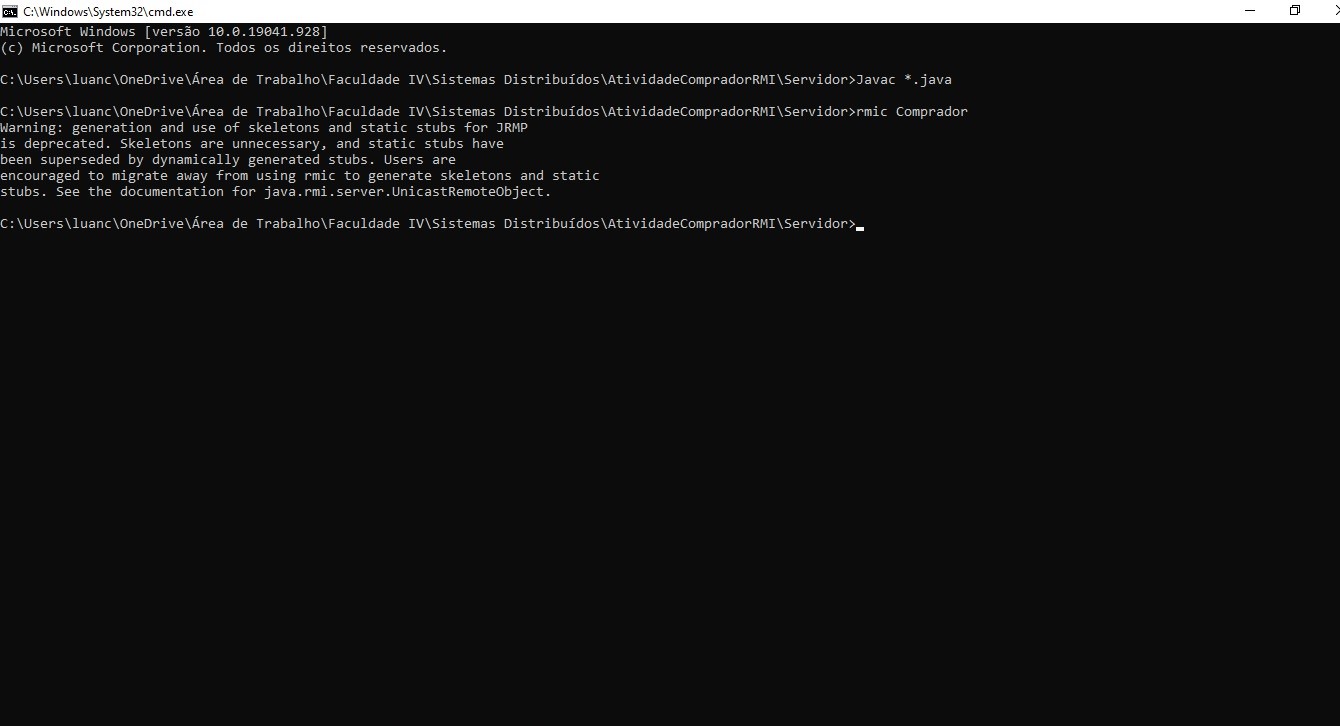 C:\Windows\System32\cmd.exe
Microsoft Windows [versão 10.0.19041.928]
(c) Microsoft Corporation. Todos os direitos reservados.
C:\Users\luanc\OneDrive\Área de Trabalho\Faculdade IV\Sistemas Distribuídos\AtividadeCompradorRMI\Servidor>Javac *.java
C:\Users\luanc\OneDrive\Área de Trabalho\Faculdade IV\Sistemas Distribuídos\AtividadeCompradorRMI\Servidor>rmic Comprador
Warning: generation and use of skeletons and static stubs for JRMP
is deprecated. Skeletons are unnecessary, and static stubs have
been superseded by dynamically generated stubs. Users are
encouraged to migrate away from using rmic to generate skeletons and static
stubs. See the documentation for java.rmi.server.UnicastRemoteObject.
C:\Users\luanc\OneDrive\Área de Trabalho\Faculdade IV\Sistemas Distribuídos\AtividadeCompradorRMI\Servidor>